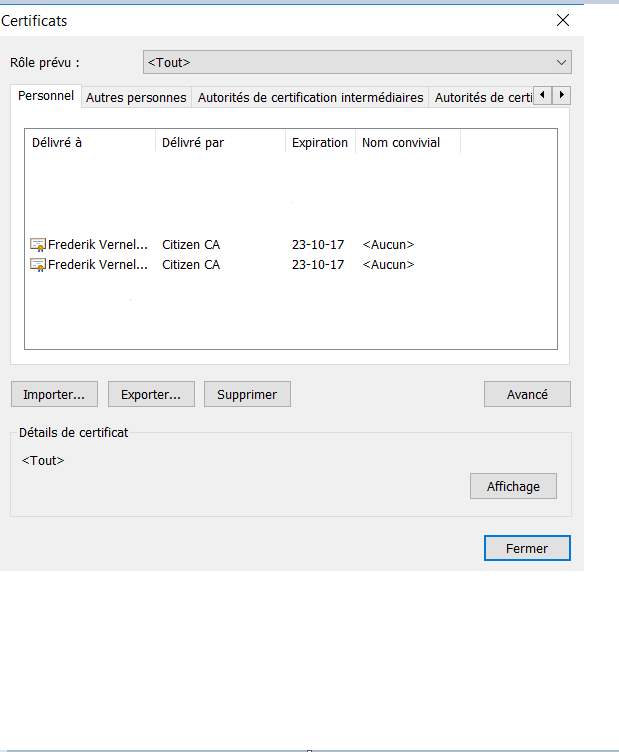 Certificats
Rôle prévu : <Tout>
Personnel Autres personnes Autorités de certification intermédiaires Autorités de certi
Délivré à Délivré par Expiration Nom convivial
Frederik Vernel... Citizen CA 23-10-17 <Aucun>
Frederik Vernel... Citizen CA 23-10-17 <Aucun>
Importer... Exporter... Supprimer Avancé
Détails de certificat
<Tout>
Affichage
Fermer